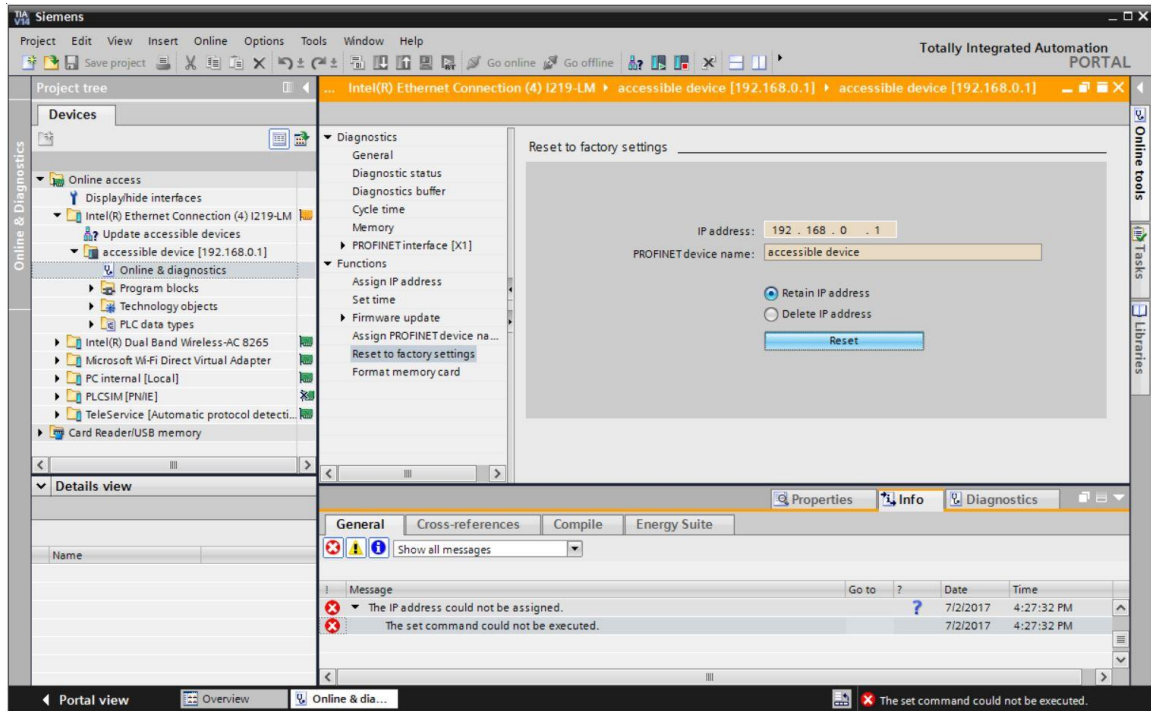 TIA V14 Siemens
Project Edit View Insert Online Options Tools Window Help
Totally Integrated Automation
PORTAL
Save project Go online Go offline
Project tree
Devices
Online & Diagnostics
Online access
Display/hide interfaces
Intel(R) Ethernet Connection (4) I219-LM
Update accessible devices
accessible device [192.168.0.1]
Online & diagnostics
Program blocks
Technology objects
PLC data types
Intel(R) Dual Band Wireless-AC 8265
Microsoft Wi-Fi Direct Virtual Adapter
PC internal [Local]
PLCSIM [PN/IE]
TeleService [Automatic protocol detecti...
Card Reader/USB memory
Details view
Name
... Intel(R) Ethernet Connection (4) I219-LM accessible device [192.168.0.1] accessible device [192.168.0.1]
Diagnostics
General
Diagnostic status
Diagnostics buffer
Cycle time
Memory
PROFINET interface [X1]
Functions
Assign IP address
Set time
Firmware update
Assign PROFINET device na...
Reset to factory settings
Format memory card
Reset to factory settings
IP address: 192 . 168 . 0 . 1
PROFINET device name: accessible device
Retain IP address
Delete IP address
Reset
Online tools
Tasks
Libraries
Properties Info Diagnostics
General Cross-references Compile Energy Suite
Show all messages
! Message Go to ? Date Time
The IP address could not be assigned. ? 7/2/2017 4:27:32 PM
The set command could not be executed. 7/2/2017 4:27:32 PM
Portal view Overview Online & dia... The set command could not be executed.